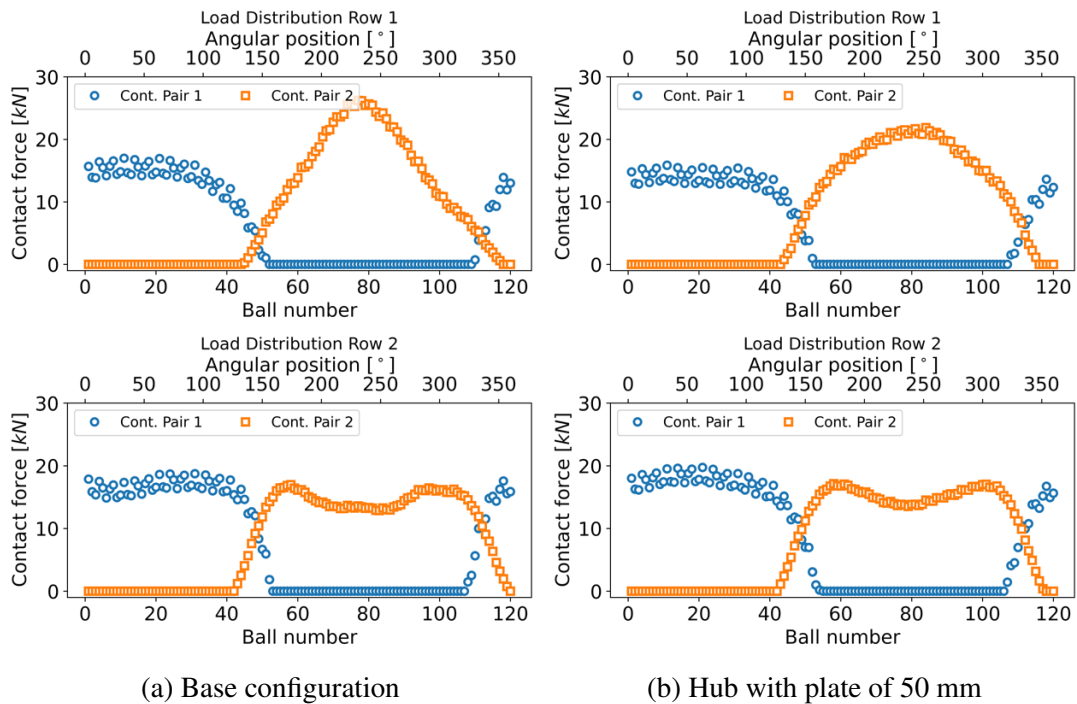 Load Distribution Row 1
Angular position [°]
0 50 100 150 200 250 300 350
Contact force [kN]
30
20
10
0
Cont. Pair 1 Cont. Pair 2
0 20 40 60 80 100 120
Ball number
Load Distribution Row 1
Angular position [°]
0 50 100 150 200 250 300 350
Contact force [kN]
30
20
10
0
Cont. Pair 1 Cont. Pair 2
0 20 40 60 80 100 120
Ball number
Load Distribution Row 2
Angular position [°]
0 50 100 150 200 250 300 350
Contact force [kN]
30
20
10
0
Cont. Pair 1 Cont. Pair 2
0 20 40 60 80 100 120
Ball number
Load Distribution Row 2
Angular position [°]
0 50 100 150 200 250 300 350
Contact force [kN]
30
20
10
0
Cont. Pair 1 Cont. Pair 2
0 20 40 60 80 100 120
Ball number
(a) Base configuration
(b) Hub with plate of 50 mm